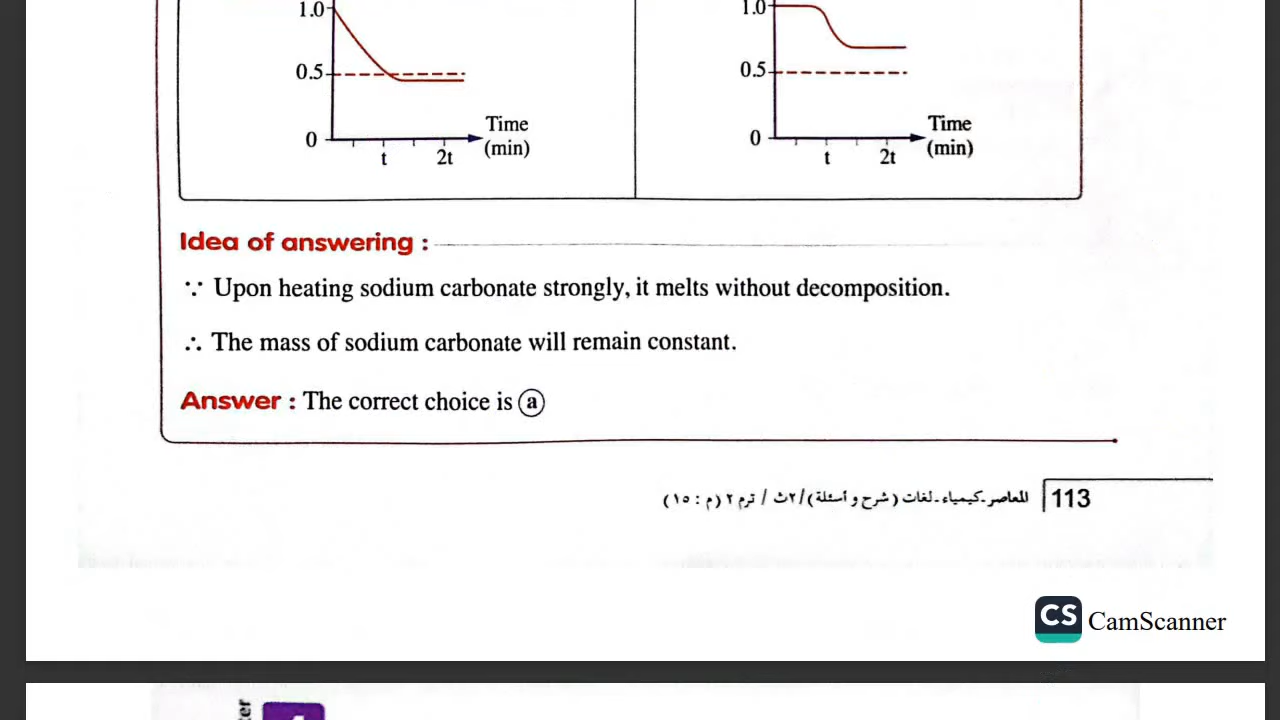 1.0
0.5
0
t
2t
Time
(min)
1.0
0.5
0
t
2t
Time
(min)
Idea of answering :
∵ Upon heating sodium carbonate strongly, it melts without decomposition.
∴ The mass of sodium carbonate will remain constant.
Answer : The correct choice is ⓐ
المعاصر - كيمياء - لغات (شرح و أسئلة) / ٢ث / ترم ٢ (م : ١٥)
113
CS CamScanner